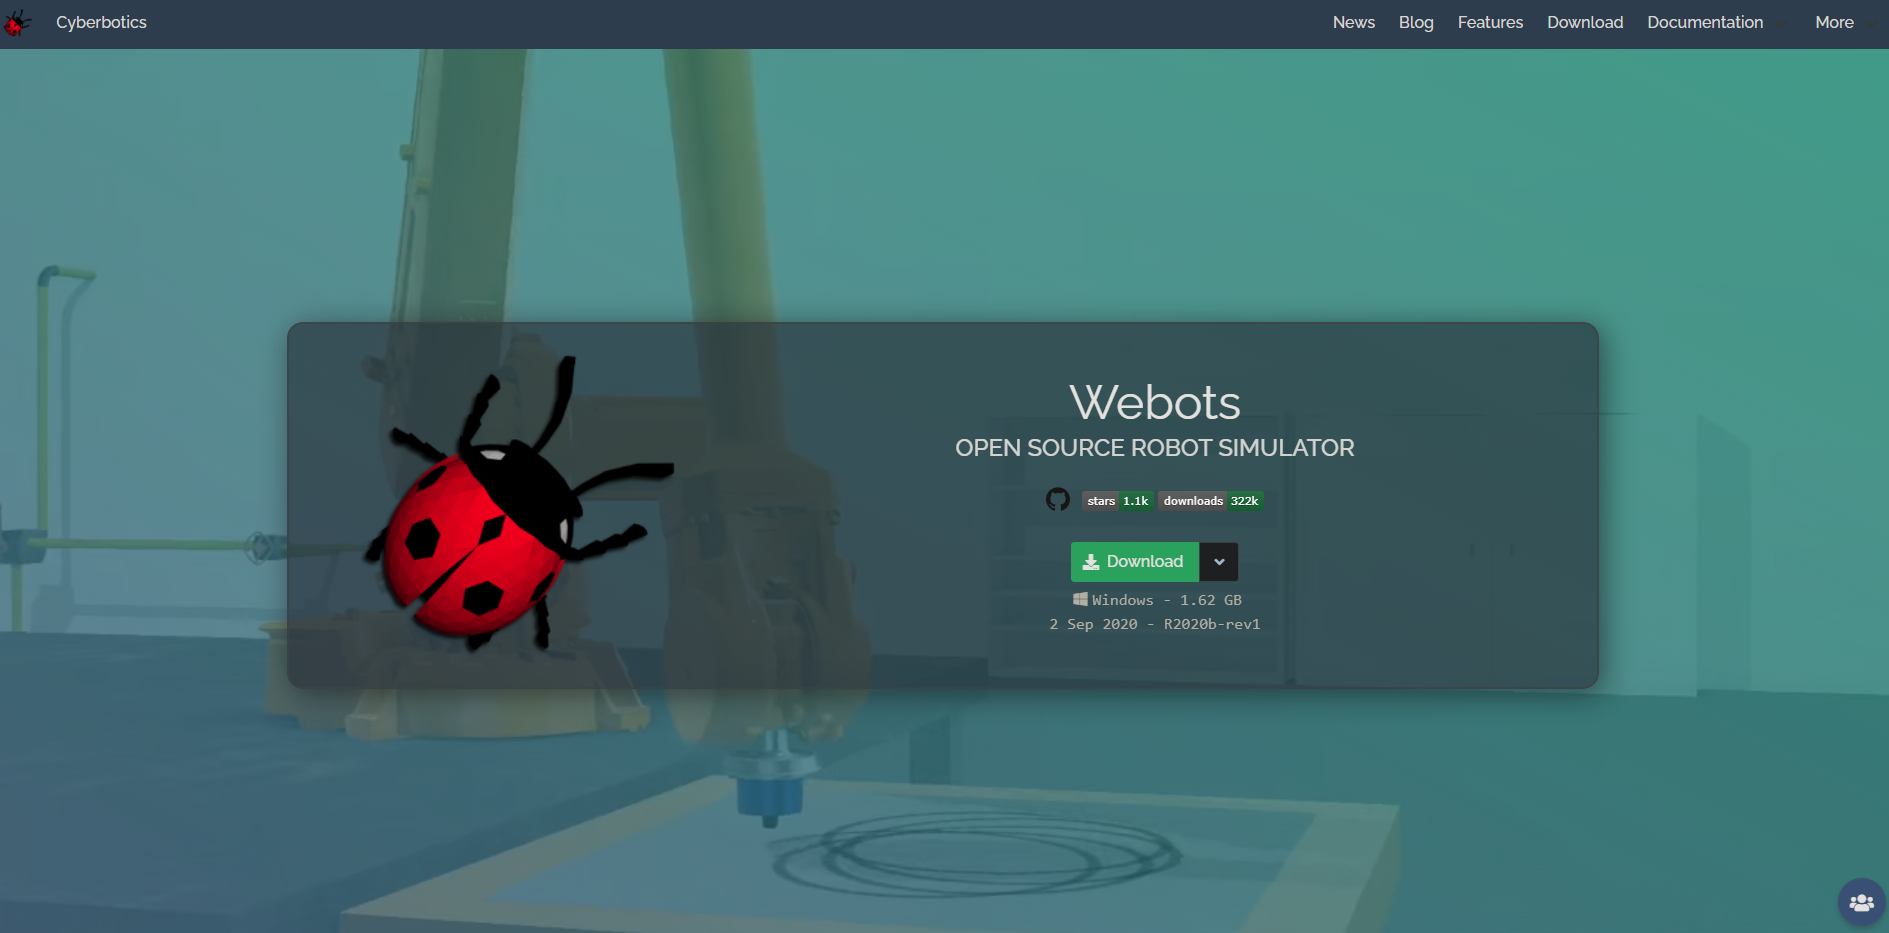 Cyberbotics News Blog Features Download Documentation More
Webots
OPEN SOURCE ROBOT SIMULATOR
stars 1.1k downloads 322k
Download
Windows - 1.62 GB
2 Sep 2020 - R2020b-rev1